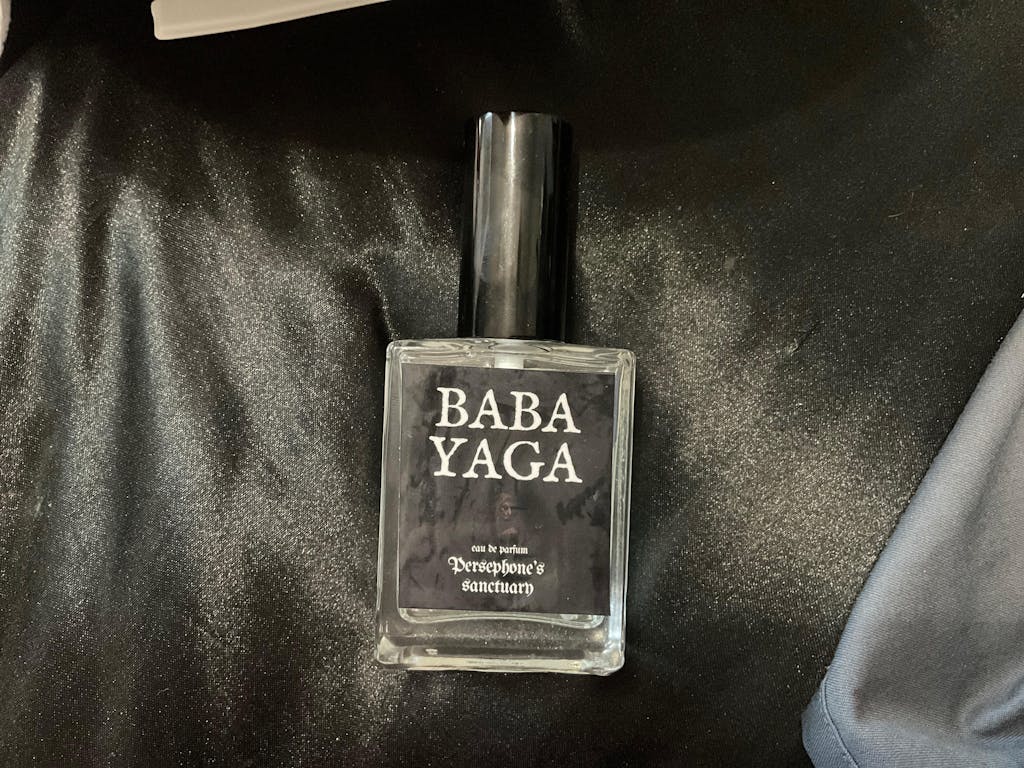 BABA
YAGA
eau de parfum
Persephone's
sanctuary